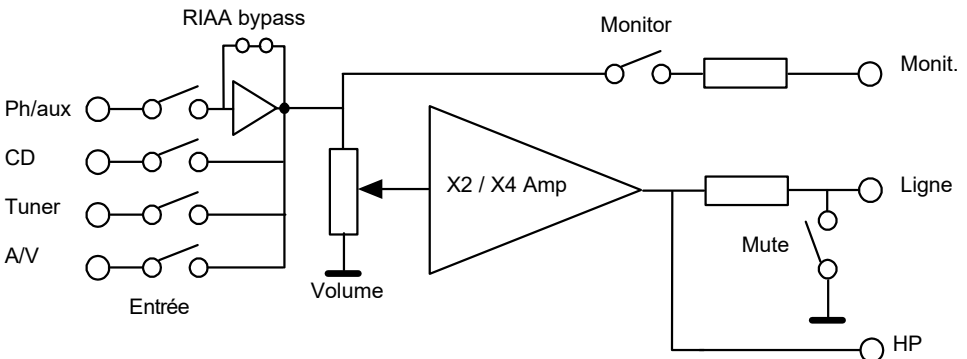 RIAA bypass
Monitor
Monit.
Ph/aux
CD
X2 / X4 Amp
Ligne
Tuner
Mute
A/V
Volume
Entrée
HP